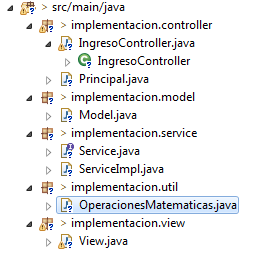 > src/main/java
> implementacion.controller
> IngresoController.java
IngresoController
Principal.java
> implementacion.model
> Model.java
> implementacion.service
> Service.java
> ServiceImpl.java
> implementacion.util
> OperacionesMatematicas.java
> implementacion.view
> View.java